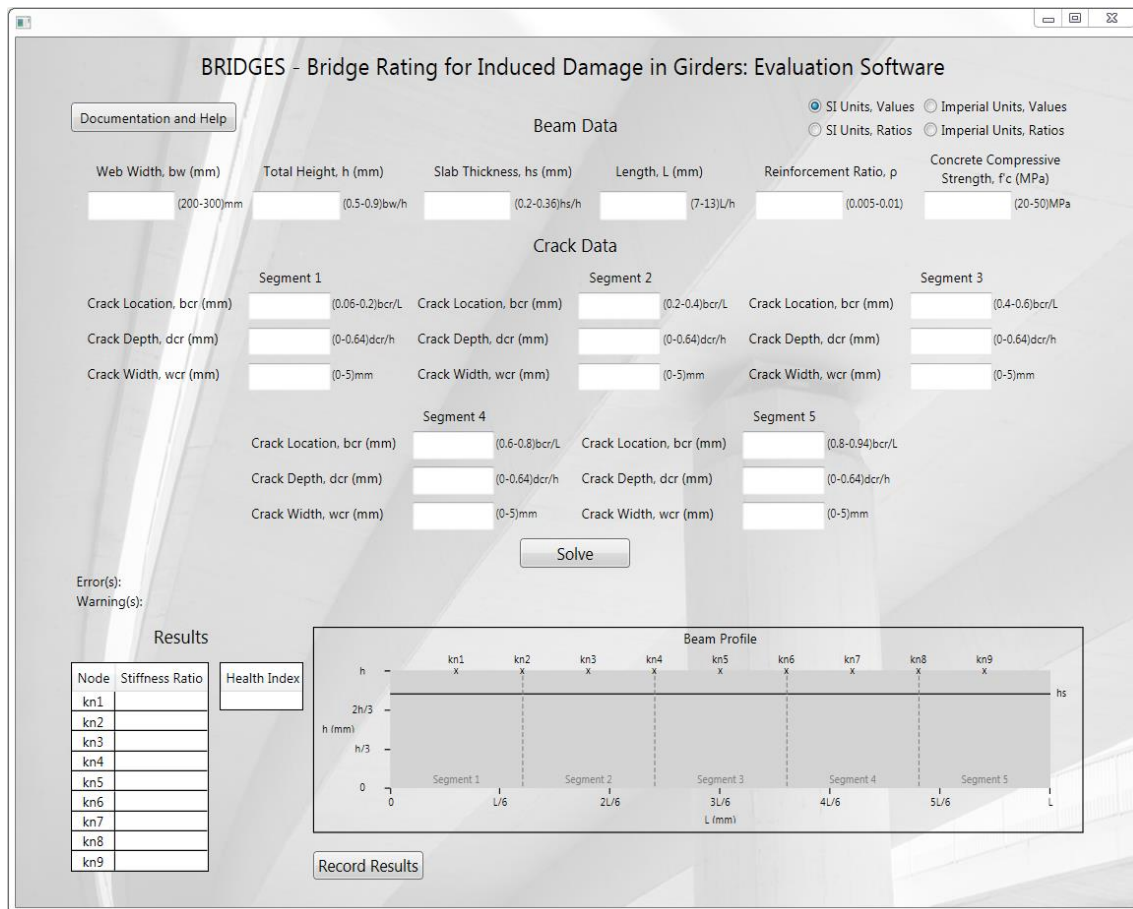 BRIDGES - Bridge Rating for Induced Damage in Girders: Evaluation Software
Documentation and Help
SI Units, Values Imperial Units, Values
SI Units, Ratios Imperial Units, Ratios
Beam Data
Web Width, bw (mm) Total Height, h (mm) Slab Thickness, hs (mm) Length, L (mm) Reinforcement Ratio, ρ Concrete Compressive
Strength, f'c (MPa)
(200-300)mm (0.5-0.9)bw/h (0.2-0.36)hs/h (7-13)L/h (0.005-0.01) (20-50)MPa
Crack Data
Segment 1 Segment 2 Segment 3
Crack Location, bcr (mm) (0.06-0.2)bcr/L Crack Location, bcr (mm) (0.2-0.4)bcr/L Crack Location, bcr (mm) (0.4-0.6)bcr/L
Crack Depth, dcr (mm) (0-0.64)dcr/h Crack Depth, dcr (mm) (0-0.64)dcr/h Crack Depth, dcr (mm) (0-0.64)dcr/h
Crack Width, wcr (mm) (0-5)mm Crack Width, wcr (mm) (0-5)mm Crack Width, wcr (mm) (0-5)mm
Segment 4 Segment 5
Crack Location, bcr (mm) (0.6-0.8)bcr/L Crack Location, bcr (mm) (0.8-0.94)bcr/L
Crack Depth, dcr (mm) (0-0.64)dcr/h Crack Depth, dcr (mm) (0-0.64)dcr/h
Crack Width, wcr (mm) (0-5)mm Crack Width, wcr (mm) (0-5)mm
Solve
Error(s):
Warning(s):
Results
Node Stiffness Ratio
kn1
kn2
kn3
kn4
kn5
kn6
kn7
kn8
kn9
Health Index
Beam Profile
kn1 kn2 kn3 kn4 kn5 kn6 kn7 kn8 kn9
h x x x x x x x x x
hs
2h/3
h (mm)
h/3
0
Segment 1 Segment 2 Segment 3 Segment 4 Segment 5
0 L/6 2L/6 3L/6 4L/6 5L/6 L
L (mm)
Record Results